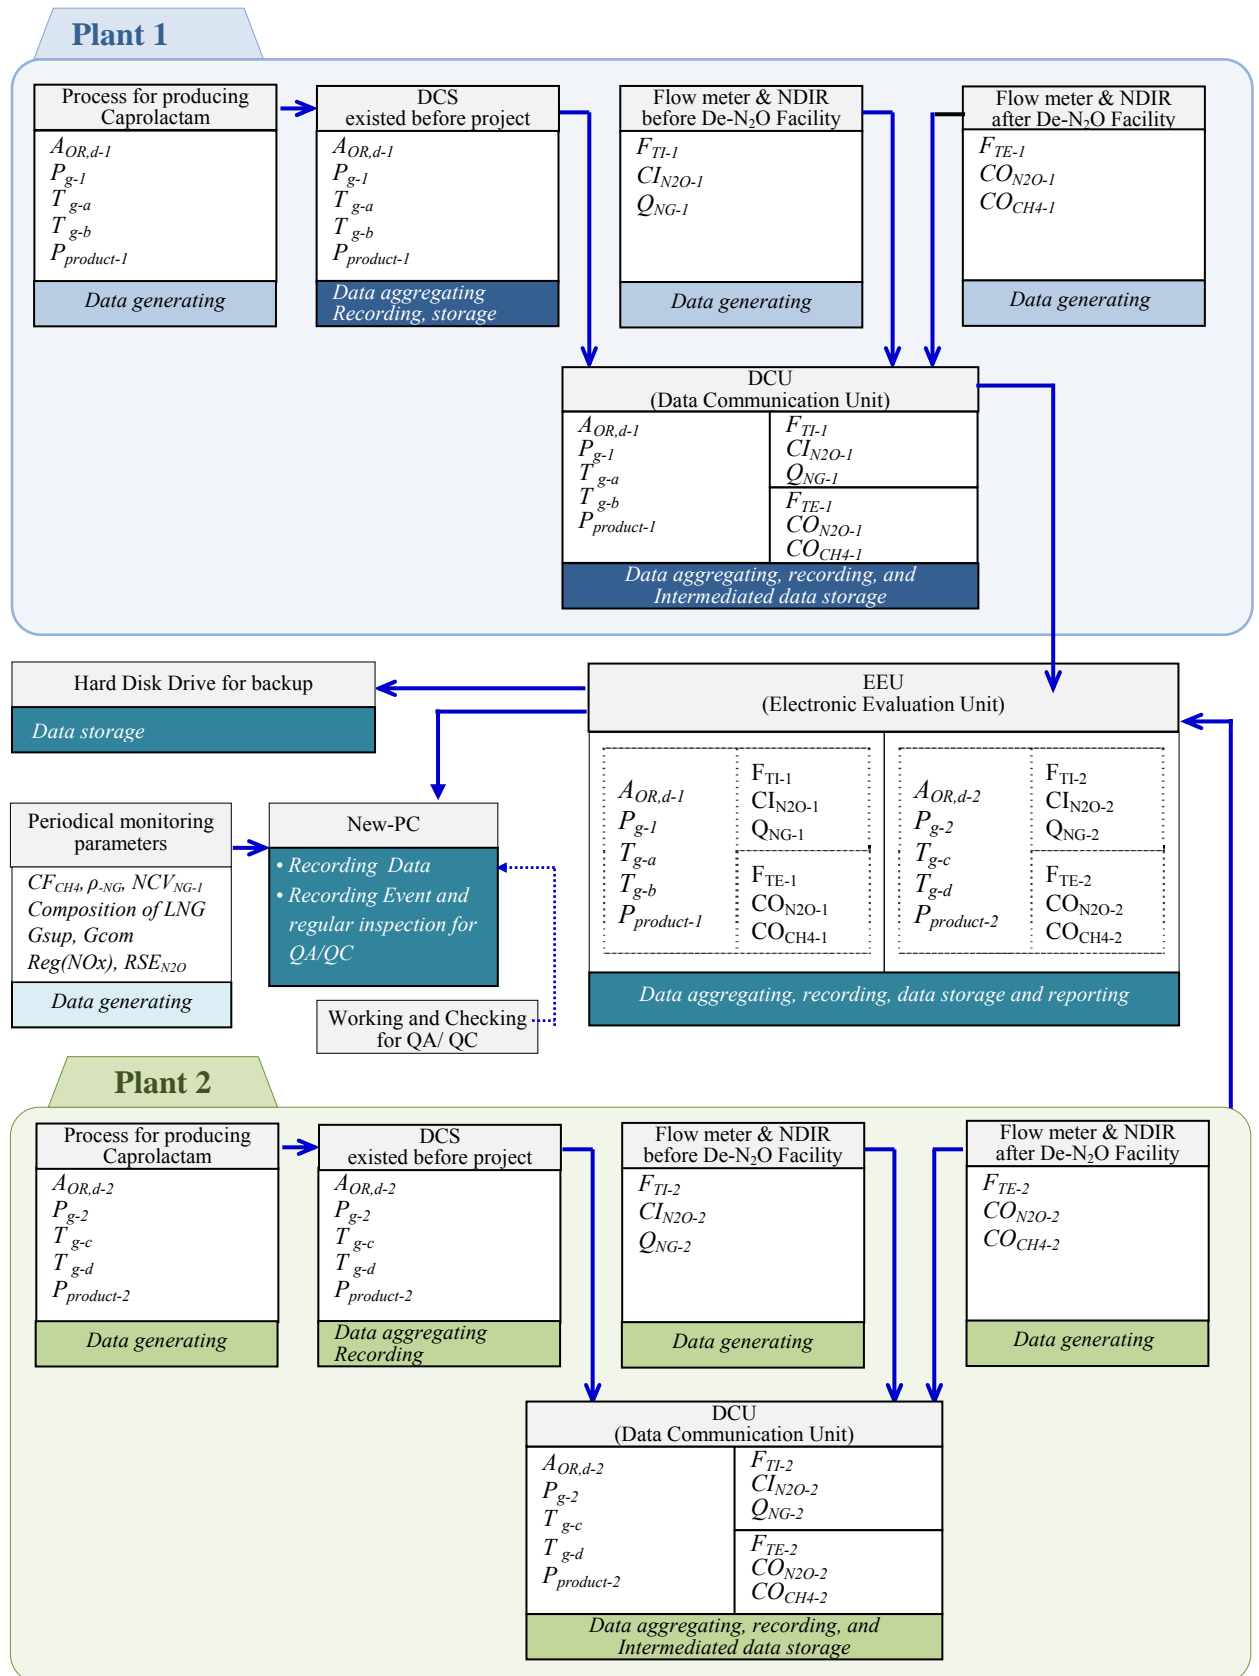 Plant 1
Process for producing
Caprolactam
A_OR,d-1
P_g-1
T_g-a
T_g-b
P_product-1
Data generating
DCS
existed before project
A_OR,d-1
P_g-1
T_g-a
T_g-b
P_product-1
Data aggregating
Recording, storage
Flow meter & NDIR
before De-N₂O Facility
F_TI-1
CI_N2O-1
Q_NG-1
Data generating
Flow meter & NDIR
after De-N₂O Facility
F_TE-1
CO_N2O-1
CO_CH4-1
Data generating
DCU
(Data Communication Unit)
A_OR,d-1
P_g-1
T_g-a
T_g-b
P_product-1
F_TI-1
CI_N2O-1
Q_NG-1
F_TE-1
CO_N2O-1
CO_CH4-1
Data aggregating, recording, and
Intermediated data storage
Hard Disk Drive for backup
Data storage
EEU
(Electronic Evaluation Unit)
A_OR,d-1
P_g-1
T_g-a
T_g-b
P_product-1
F_TI-1
CI_N2O-1
Q_NG-1
F_TE-1
CO_N2O-1
CO_CH4-1
A_OR,d-2
P_g-2
T_g-c
T_g-d
P_product-2
F_TI-2
CI_N2O-2
Q_NG-2
F_TE-2
CO_N2O-2
CO_CH4-2
Data aggregating, recording, data storage and reporting
Periodical monitoring
parameters
CF_CH4, ρ_-NG, NCV_NG-1
Composition of LNG
Gsup, Gcom
Reg(NOx), RSE_N2O
Data generating
New-PC
• Recording Data
• Recording Event and
regular inspection for
QA/QC
Working and Checking
for QA/ QC
Plant 2
Process for producing
Caprolactam
A_OR,d-2
P_g-2
T_g-c
T_g-d
P_product-2
Data generating
DCS
existed before project
A_OR,d-2
P_g-2
T_g-c
T_g-d
P_product-2
Data aggregating
Recording
Flow meter & NDIR
before De-N₂O Facility
F_TI-2
CI_N2O-2
Q_NG-2
Data generating
Flow meter & NDIR
after De-N₂O Facility
F_TE-2
CO_N2O-2
CO_CH4-2
Data generating
DCU
(Data Communication Unit)
A_OR,d-2
P_g-2
T_g-c
T_g-d
P_product-2
F_TI-2
CI_N2O-2
Q_NG-2
F_TE-2
CO_N2O-2
CO_CH4-2
Data aggregating, recording, and
Intermediated data storage